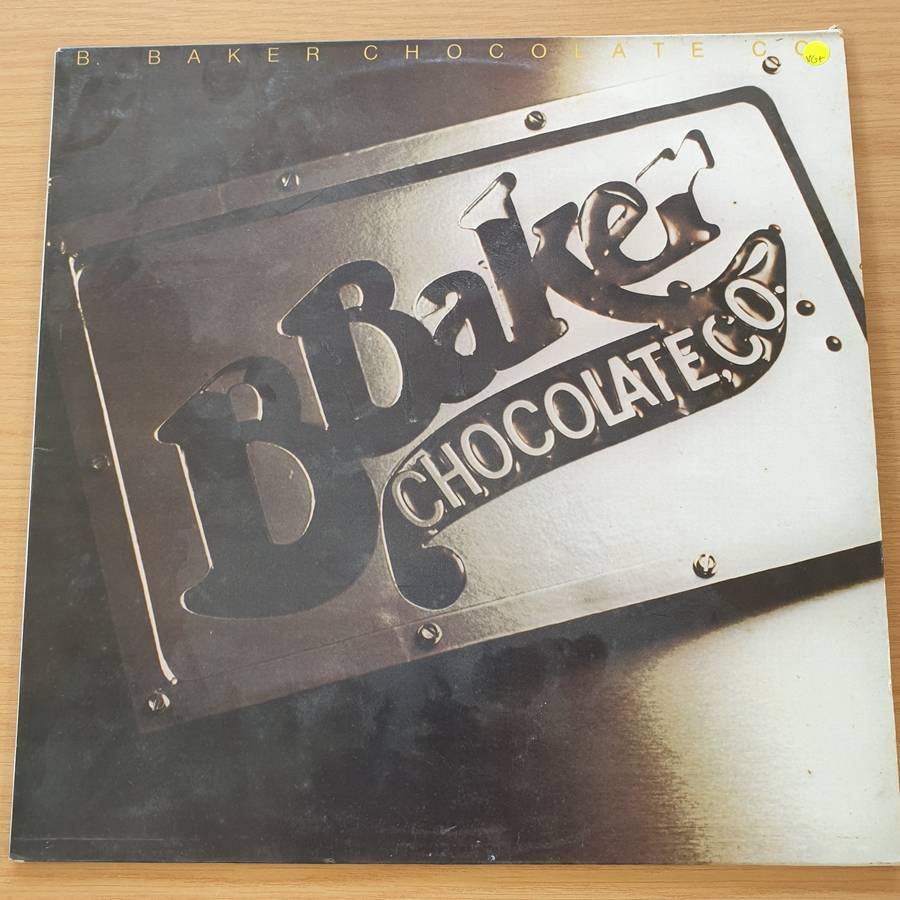 B. BAKER CHOCOLATE CO
VG+
B Baker
CHOCOLATE CO.